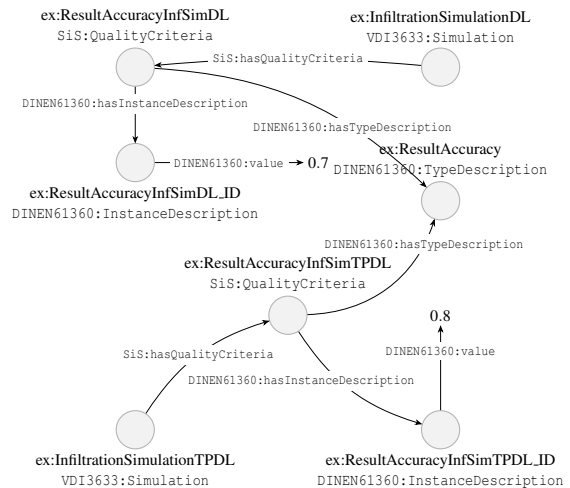 ex:ResultAccuracyInfSimDL
SiS:QualityCriteria
ex:InfiltrationSimulationDL
VDI3633:Simulation
SiS:hasQualityCriteria
DINEN61360:hasInstanceDescription
DINEN61360:hasTypeDescription
ex:ResultAccuracy
DINEN61360:TypeDescription
DINEN61360:value
0.7
ex:ResultAccuracyInfSimDL_ID
DINEN61360:InstanceDescription
DINEN61360:hasTypeDescription
ex:ResultAccuracyInfSimTPDL
SiS:QualityCriteria
0.8
SiS:hasQualityCriteria
DINEN61360:value
DINEN61360:hasInstanceDescription
ex:InfiltrationSimulationTPDL
VDI3633:Simulation
ex:ResultAccuracyInfSimTPDL_ID
DINEN61360:InstanceDescription